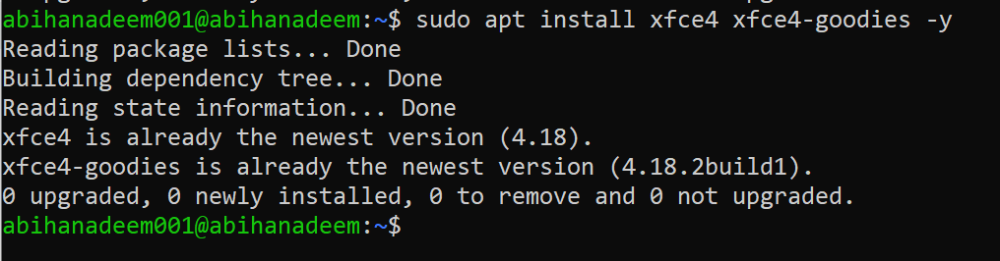 abihanadeem001@abihanadeem:~$ sudo apt install xfce4 xfce4-goodies -y
Reading package lists... Done
Building dependency tree... Done
Reading state information... Done
xfce4 is already the newest version (4.18).
xfce4-goodies is already the newest version (4.18.2build1).
0 upgraded, 0 newly installed, 0 to remove and 0 not upgraded.
abihanadeem001@abihanadeem:~$